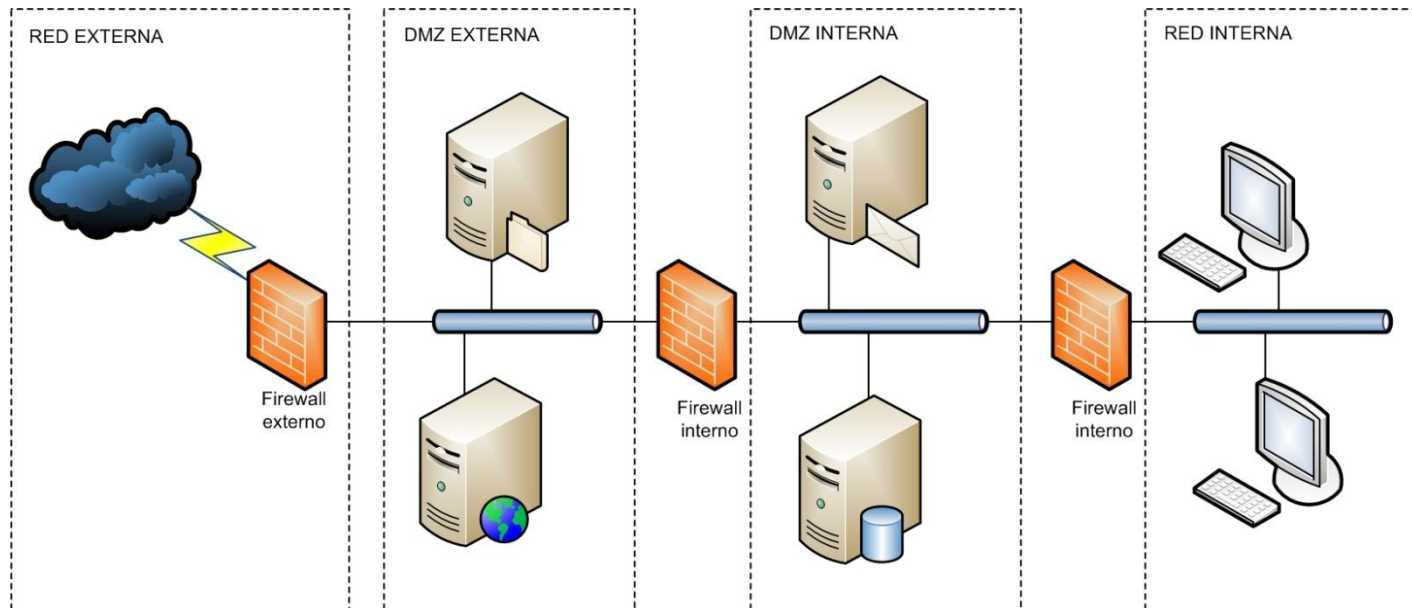 RED EXTERNA
DMZ EXTERNA
DMZ INTERNA
RED INTERNA
Firewall
externo
Firewall
interno
Firewall
interno